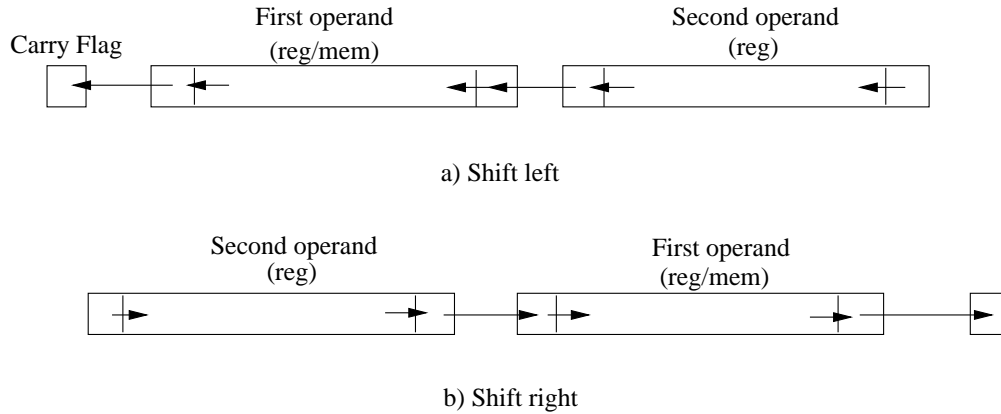 First operand
Second operand
Carry Flag
(reg/mem)
(reg)
a) Shift left
Second operand
First operand
(reg)
(reg/mem)
b) Shift right